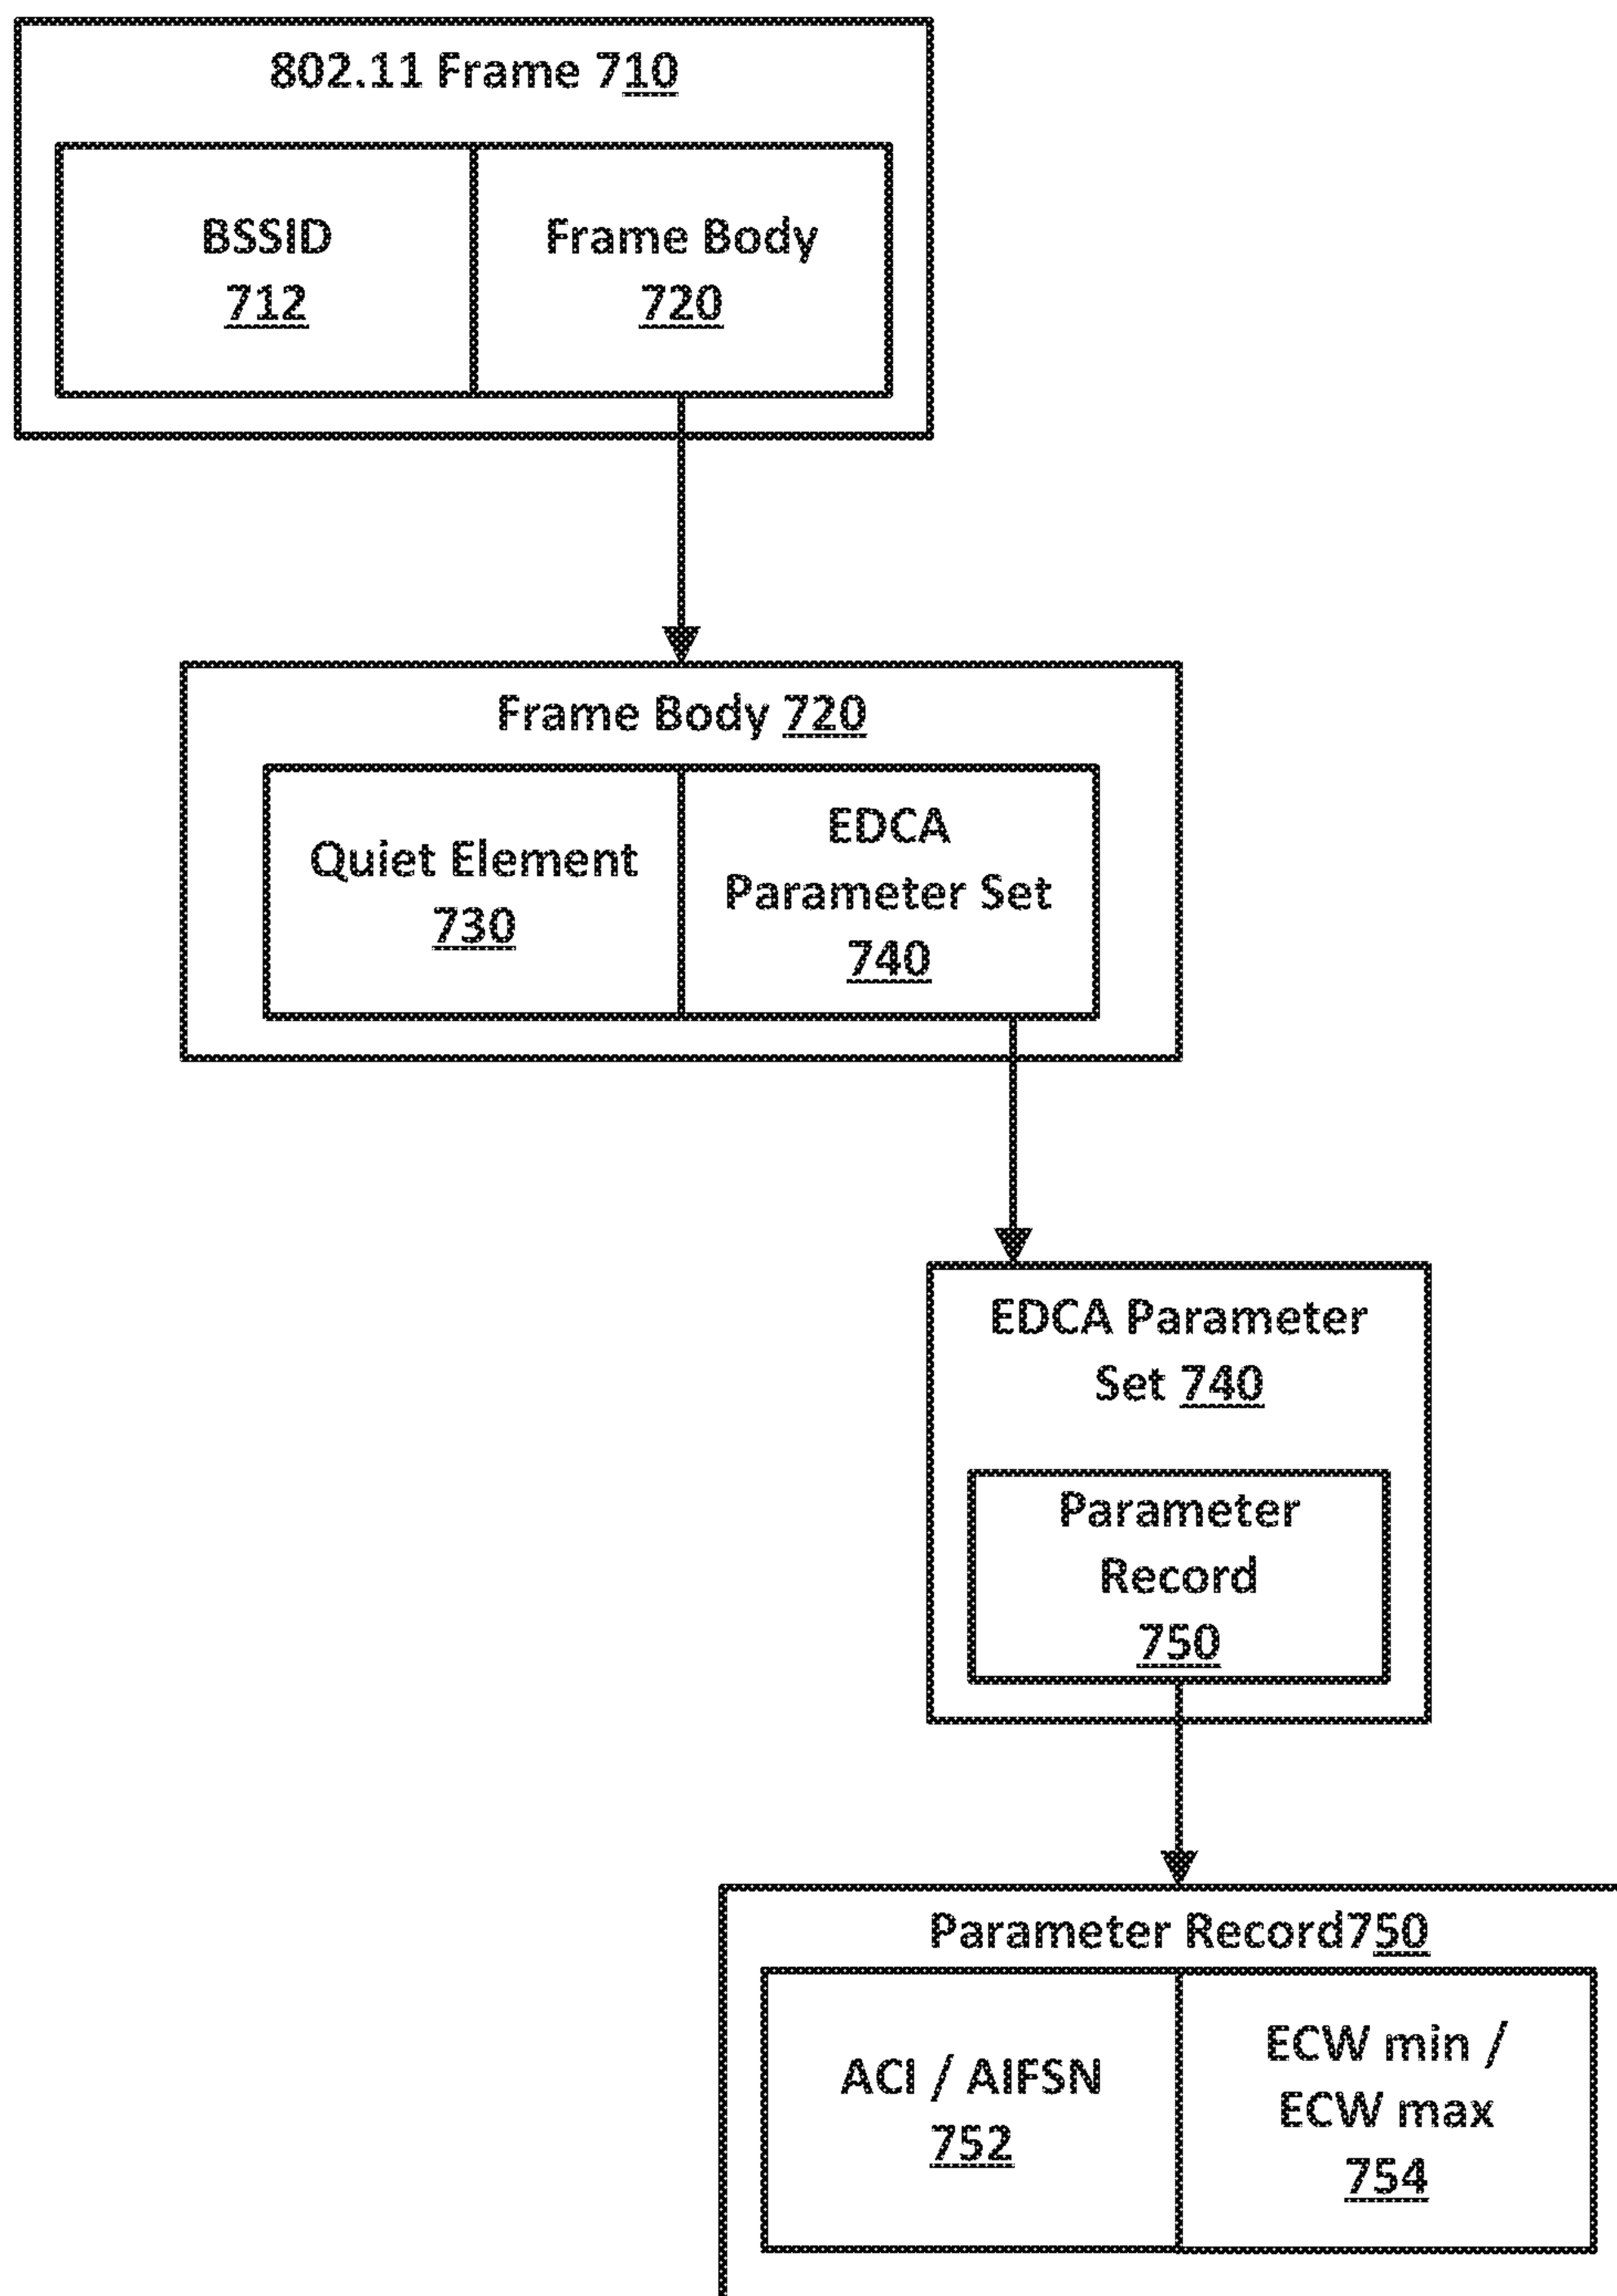 802.11 Frame 710
BSSID
712
Frame Body
720
Frame Body 720
Quiet Element
730
EDCA
Parameter Set
740
EDCA Parameter
Set 740
Parameter
Record
750
Parameter Record750
ACI / AIFSN
752
ECW min /
ECW max
754